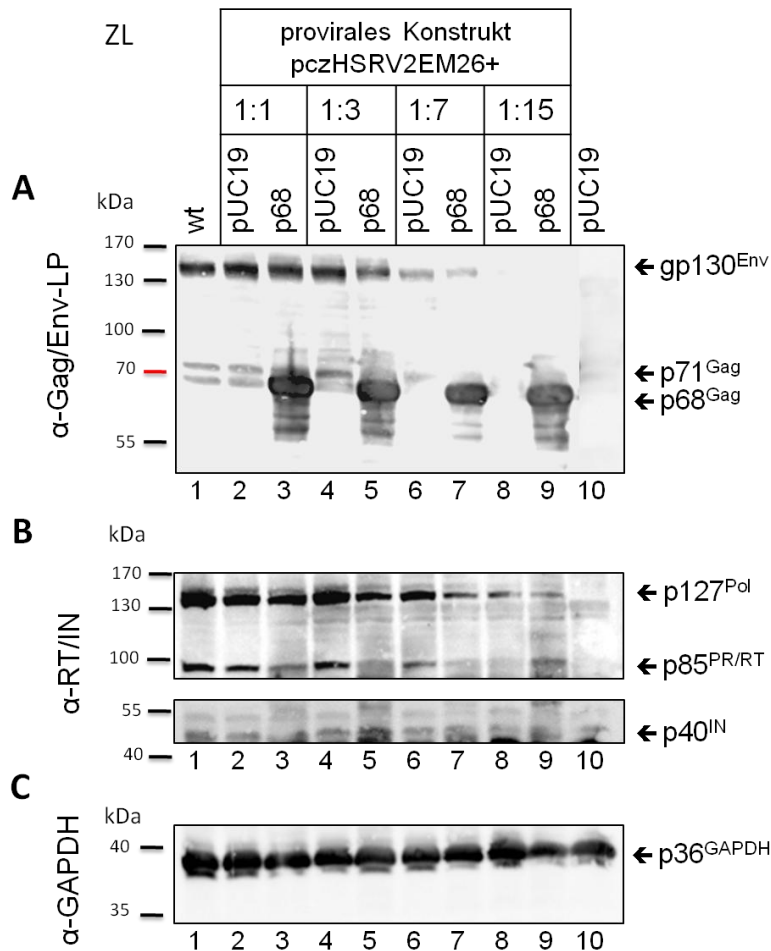 ZL
provirales Konstrukt
pczHSRV2EM26+
1:1 1:3 1:7 1:15
wt pUC19 p68 pUC19 p68 pUC19 p68 pUC19 p68 pUC19
A
kDa
α-Gag/Env-LP
170
130
100
70
55
gp130Env
p71Gag
p68Gag
1 2 3 4 5 6 7 8 9 10
B
kDa
α-RT/IN
170
130
100
55
40
p127Pol
p85PR/RT
p40IN
1 2 3 4 5 6 7 8 9 10
C
kDa
α-GAPDH
40
35
p36GAPDH
1 2 3 4 5 6 7 8 9 10